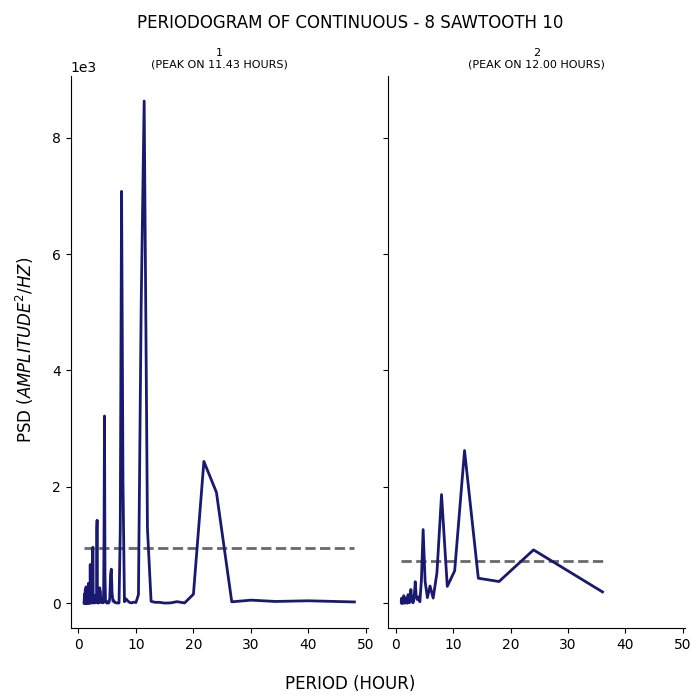 PERIODOGRAM OF CONTINUOUS - 8 SAWTOOTH 10
1
(PEAK ON 11.43 HOURS)
2
(PEAK ON 12.00 HOURS)
1e3
8
6
4
2
0
PSD (AMPLITUDE²/HZ)
0 10 20 30 40 50
0 10 20 30 40 50
PERIOD (HOUR)